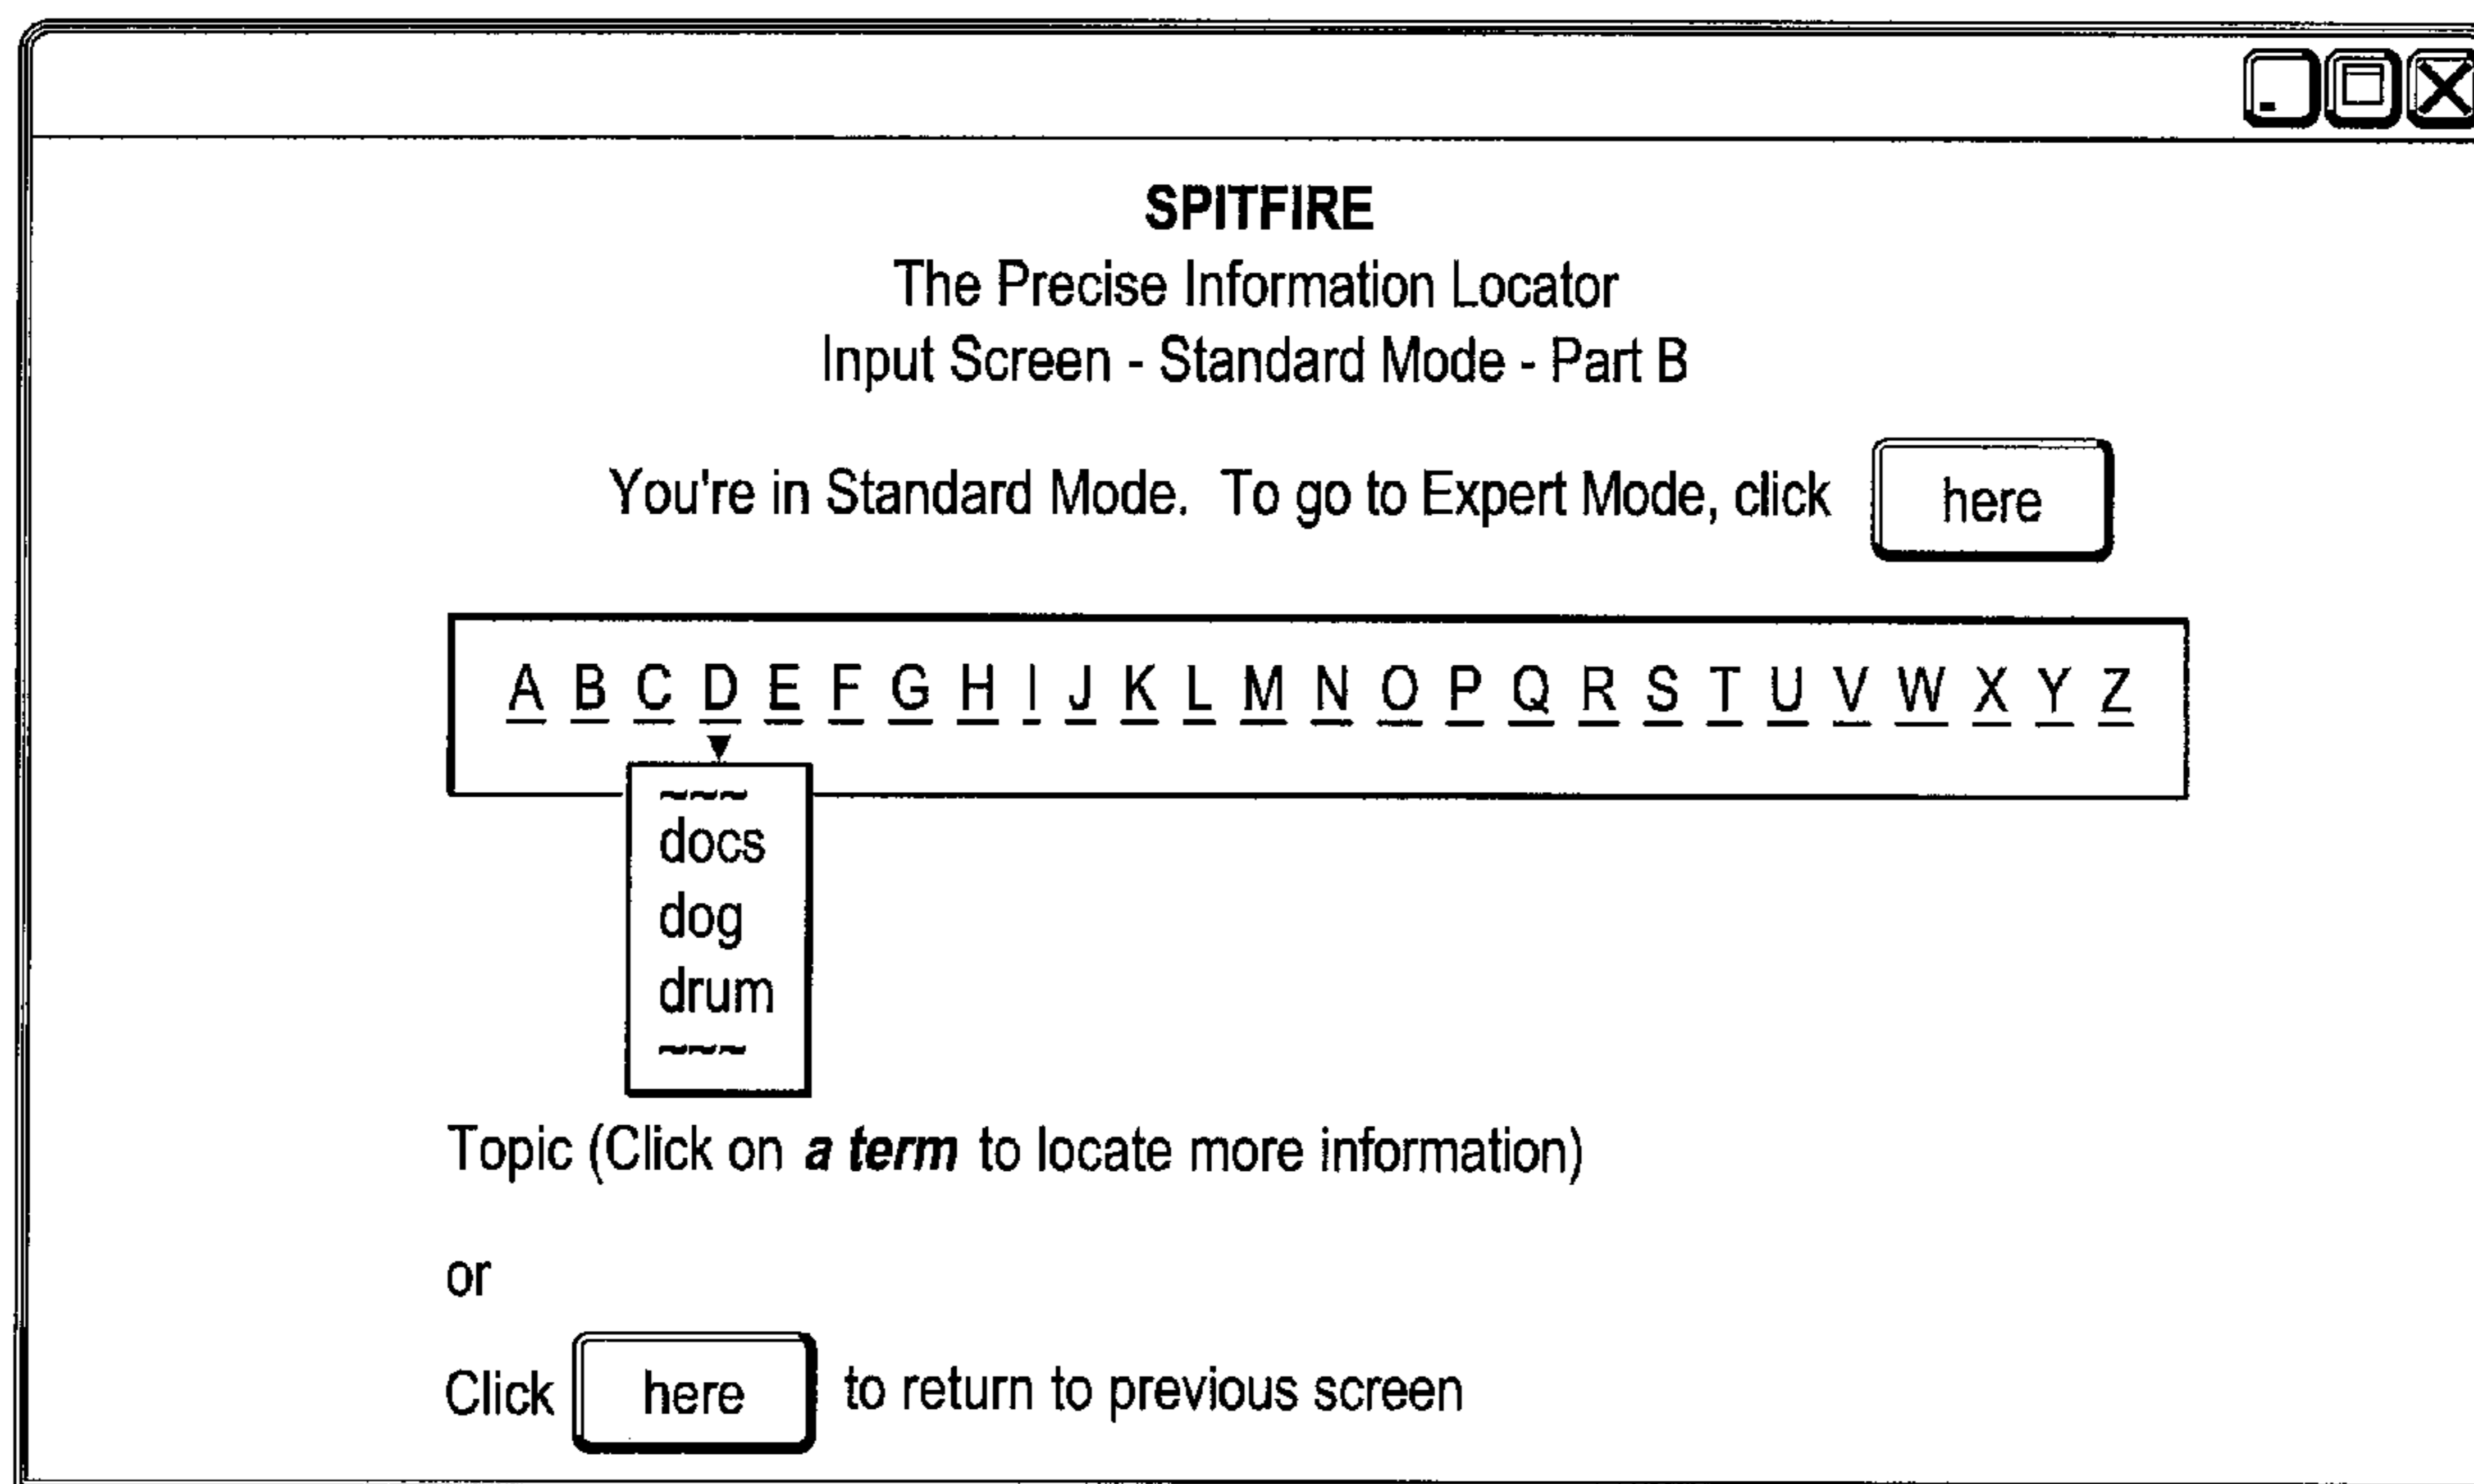 SPITFIRE
The Precise Information Locator
Input Screen - Standard Mode - Part B
You're in Standard Mode. To go to Expert Mode, click here
A B C D E F G H I J K L M N O P Q R S T U V W X Y Z
~~~
docs
dog
drum
~~~
Topic (Click on a term to locate more information)
or
Click here to return to previous screen